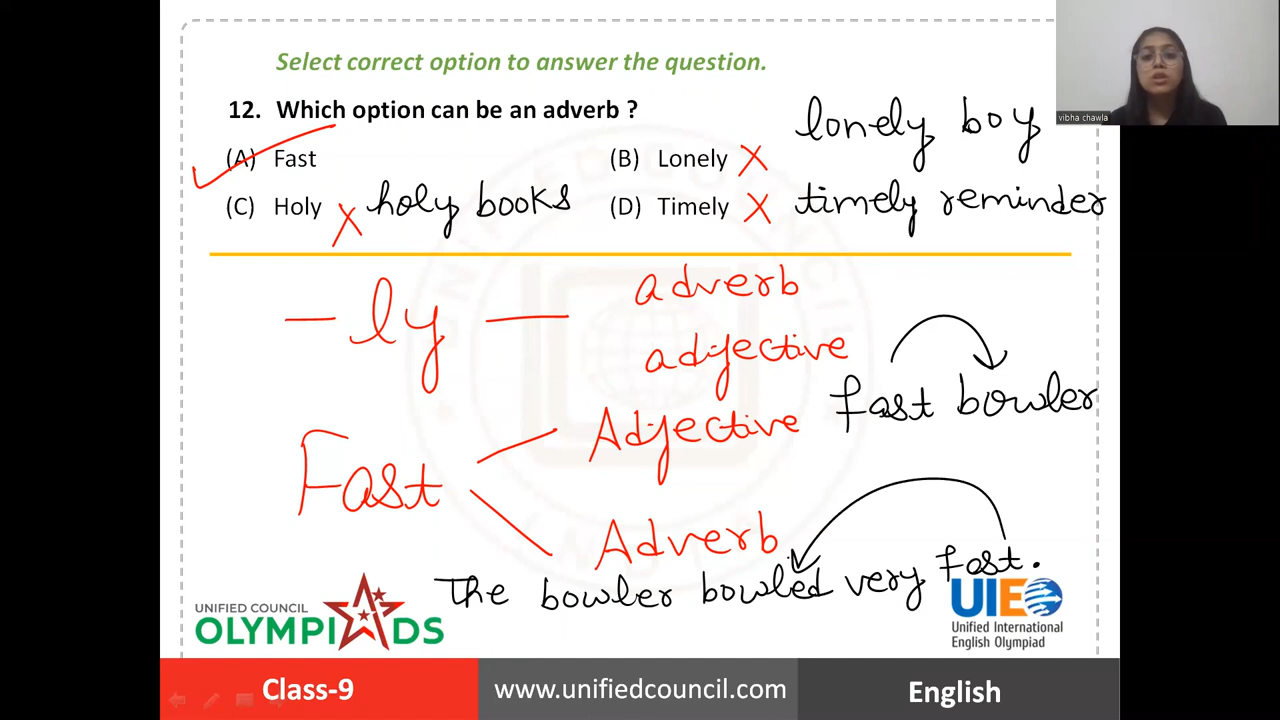 Select correct option to answer the question.
12. Which option can be an adverb ?
lonely boy
vibha chawla
(A) Fast
(B) Lonely X
(C) Holy X holy books
(D) Timely X timely reminder
- ly - adverb
adjective
fast bowler
Adjective
Fast
Adverb
The bowler bowled very fast.
UNIFIED COUNCIL
OLYMPIADS
UIEO
Unified International
English Olympiad
Class-9
www.unifiedcouncil.com
English